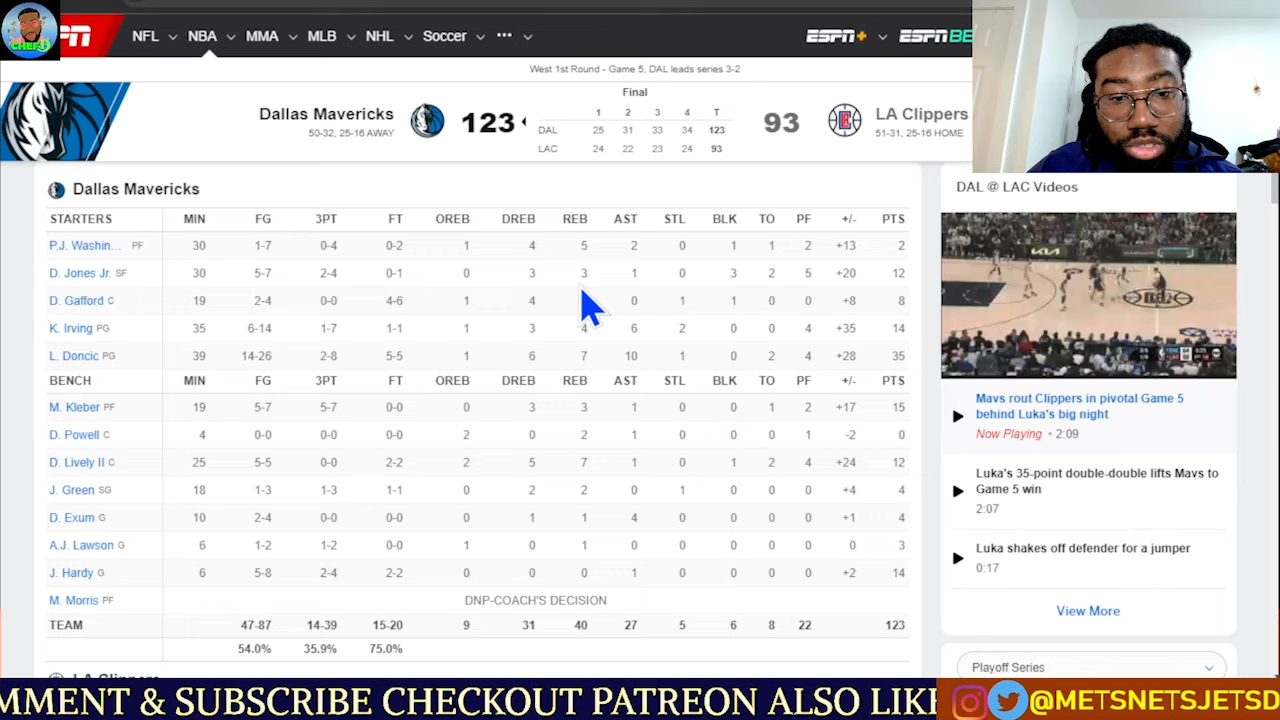 CHEF
NFL NBA MMA MLB NHL Soccer ••• ESPN+ ESPNBE
West 1st Round - Game 5, DAL leads series 3-2
Dallas Mavericks
50-32, 25-16 AWAY
123
Final
1 2 3 4 T
DAL 25 31 33 34 123
LAC 24 22 23 24 93
93
LA Clippers
51-31, 25-16 HOME
Dallas Mavericks
STARTERS MIN FG 3PT FT OREB DREB REB AST STL BLK TO PF +/- PTS
P.J. Washin... PF 30 1-7 0-4 0-2 1 4 5 2 0 1 1 2 +13 2
D. Jones Jr. SF 30 5-7 2-4 0-1 0 3 3 1 0 3 2 5 +20 12
D. Gafford C 19 2-4 0-0 4-6 1 4 0 1 1 0 0 +8 8
K. Irving PG 35 6-14 1-7 1-1 1 3 4 6 2 0 0 4 +35 14
L. Doncic PG 39 14-26 2-8 5-5 6 7 10 1 0 2 4 +28 35
BENCH MIN FG 3PT FT OREB DREB REB AST STL BLK TO PF +/- PTS
M. Kleber PF 19 5-7 5-7 0-0 0 3 3 1 0 0 1 2 +17 15
D. Powell C 4 0-0 0-0 0-0 2 0 2 1 0 0 0 1 -2 0
D. Lively II C 25 5-5 0-0 2-2 2 5 7 1 0 1 2 4 +24 12
J. Green SG 18 1-3 1-3 1-1 0 2 2 0 1 0 0 0 +4 4
D. Exum G 10 2-4 0-0 0-0 0 1 1 4 0 0 0 0 +1 4
A.J. Lawson G 6 1-2 1-2 0-0 1 0 1 0 0 0 0 0 0 3
J. Hardy G 6 5-8 2-4 2-2 0 0 0 1 0 0 0 0 +2 14
M. Morris PF DNP-COACH'S DECISION
TEAM 47-87 14-39 15-20 9 31 40 27 5 6 8 22 123
54.0% 35.9% 75.0%
DAL @ LAC Videos
KIA
Mavs rout Clippers in pivotal Game 5
behind Luka's big night
Now Playing • 2:09
Luka's 35-point double-double lifts Mavs to
Game 5 win
2:07
Luka shakes off defender for a jumper
0:17
View More
Playoff Series
MMENT & SUBSCRIBE CHECKOUT PATREON ALSO LIKE
@METSNETSJETSD